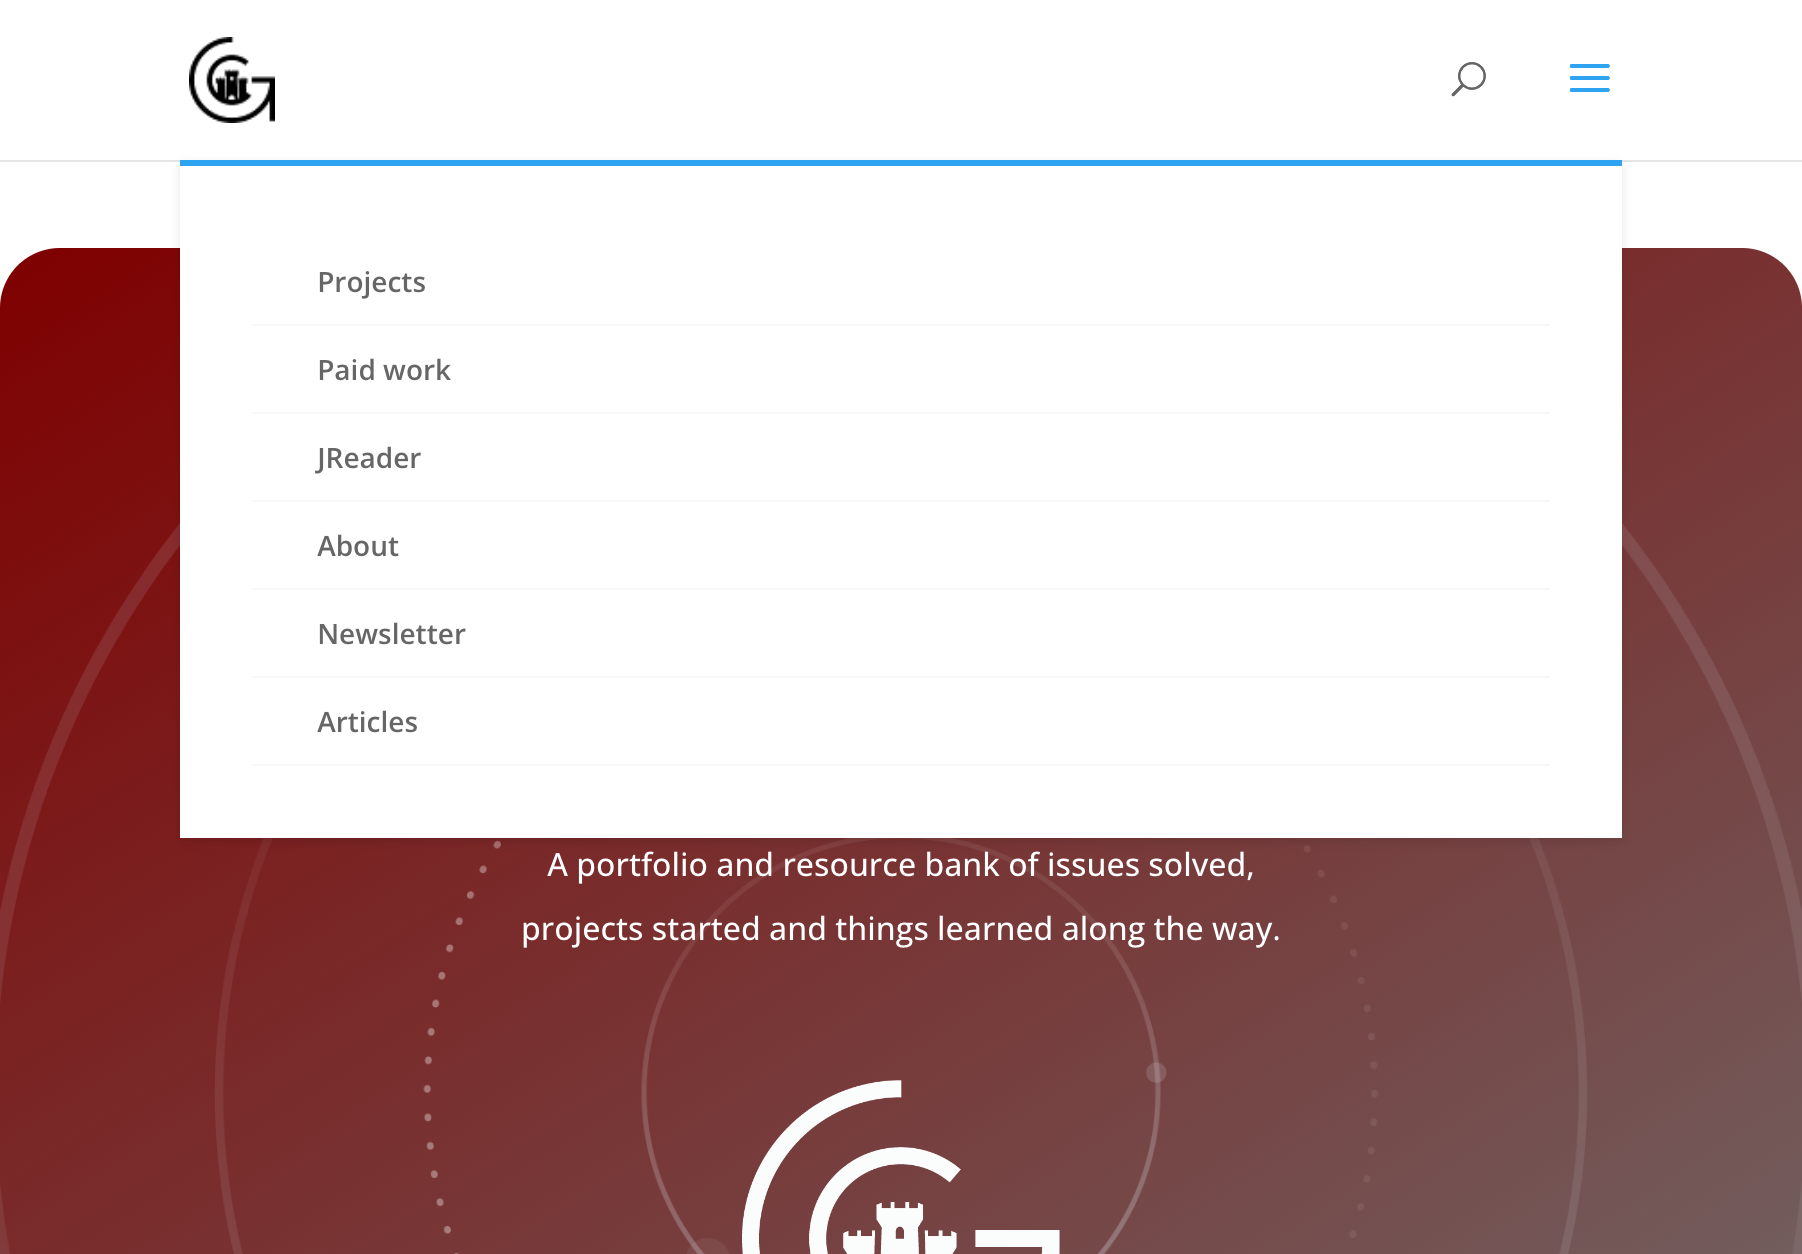 Projects
Paid work
JReader
About
Newsletter
Articles
A portfolio and resource bank of issues solved,
projects started and things learned along the way.